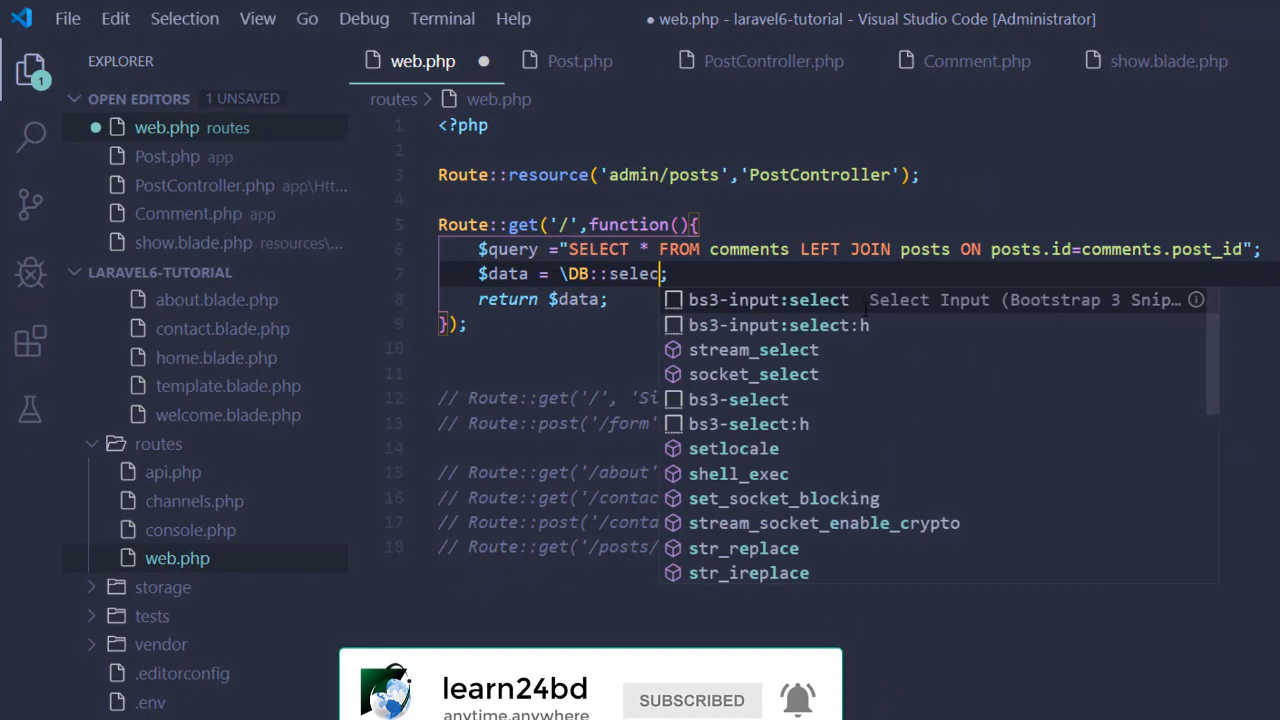 File Edit Selection View Go Debug Terminal Help ● web.php - laravel6-tutorial - Visual Studio Code [Administrator]
1
EXPLORER
OPEN EDITORS 1 UNSAVED
web.php routes
Post.php app
PostController.php app\Htt...
Comment.php app
show.blade.php resources\...
LARAVEL6-TUTORIAL
about.blade.php
contact.blade.php
home.blade.php
template.blade.php
welcome.blade.php
routes
api.php
channels.php
console.php
web.php
storage
tests
vendor
.editorconfig
.env
web.php ● Post.php PostController.php Comment.php show.blade.php
routes > web.php
1 <?php
2
3 Route::resource('admin/posts','PostController');
4
5 Route::get('/',function(){
6 $query ="SELECT * FROM comments LEFT JOIN posts ON posts.id=comments.post_id";
7 $data = \DB::selec;
8 return $data;
9 });
10
11
12 // Route::get('/', 'Si
13 // Route::post('/form'
14
15 // Route::get('/about'
16 // Route::get('/contac
17 // Route::post('/conta
18 // Route::get('/posts/
bs3-input:select Select Input (Bootstrap 3 Snip…
bs3-input:select:h
stream_select
socket_select
bs3-select
bs3-select:h
setlocale
shell_exec
set_socket_blocking
stream_socket_enable_crypto
str_replace
str_ireplace
learn24bd
anytime,anywhere
SUBSCRIBED